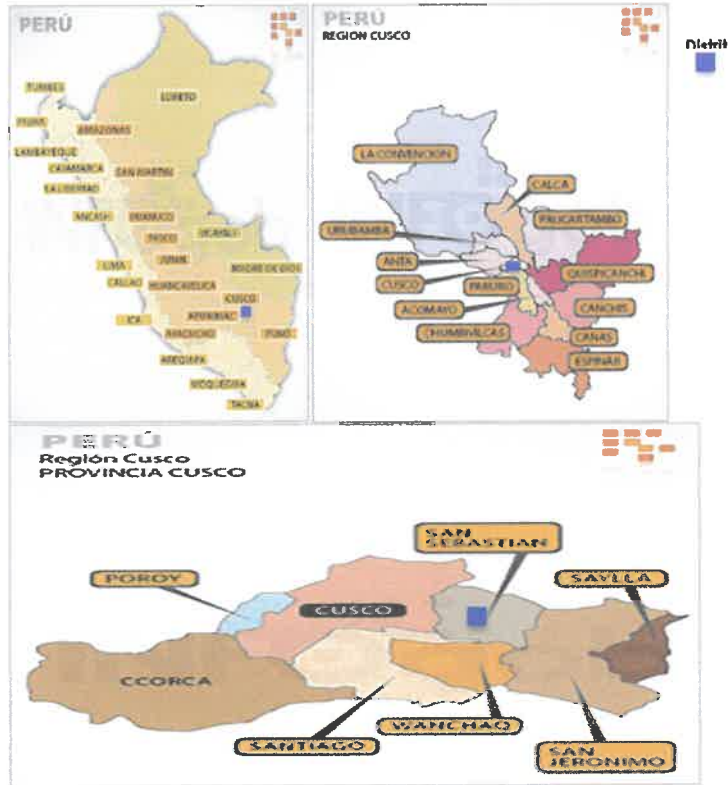 PERÚ
TUMBES
PIURA
LORETO
AMAZONAS
LAMBAYEQUE
CAJAMARCA
SAN MARTIN
LA LIBERTAD
ANCASH
HUANUCO
UCAYALI
PASCO
LIMA
JUNIN
MADRE DE DIOS
CALLAO
HUANCAVELICA
CUSCO
ICA
APURIMAC
AYACUCHO
PUNO
AREQUIPA
MOQUEGUA
TACNA
PERÚ
REGION CUSCO
LA CONVENCIÓN
CALCA
URUBAMBA
ANTA
QUISPICANCHI
CUSCO
PARURO
ACOMAYO
CANCHIS
CHUMBIVILCAS
CANAS
ESPINAR
Distrit
PERÚ
Región Cusco
PROVINCIA CUSCO
SAN
SEBASTIAN
POROY
SAYLLA
CUSCO
CCORCA
SANTIAGO
WANCHAQ
SAN
JERONIMO